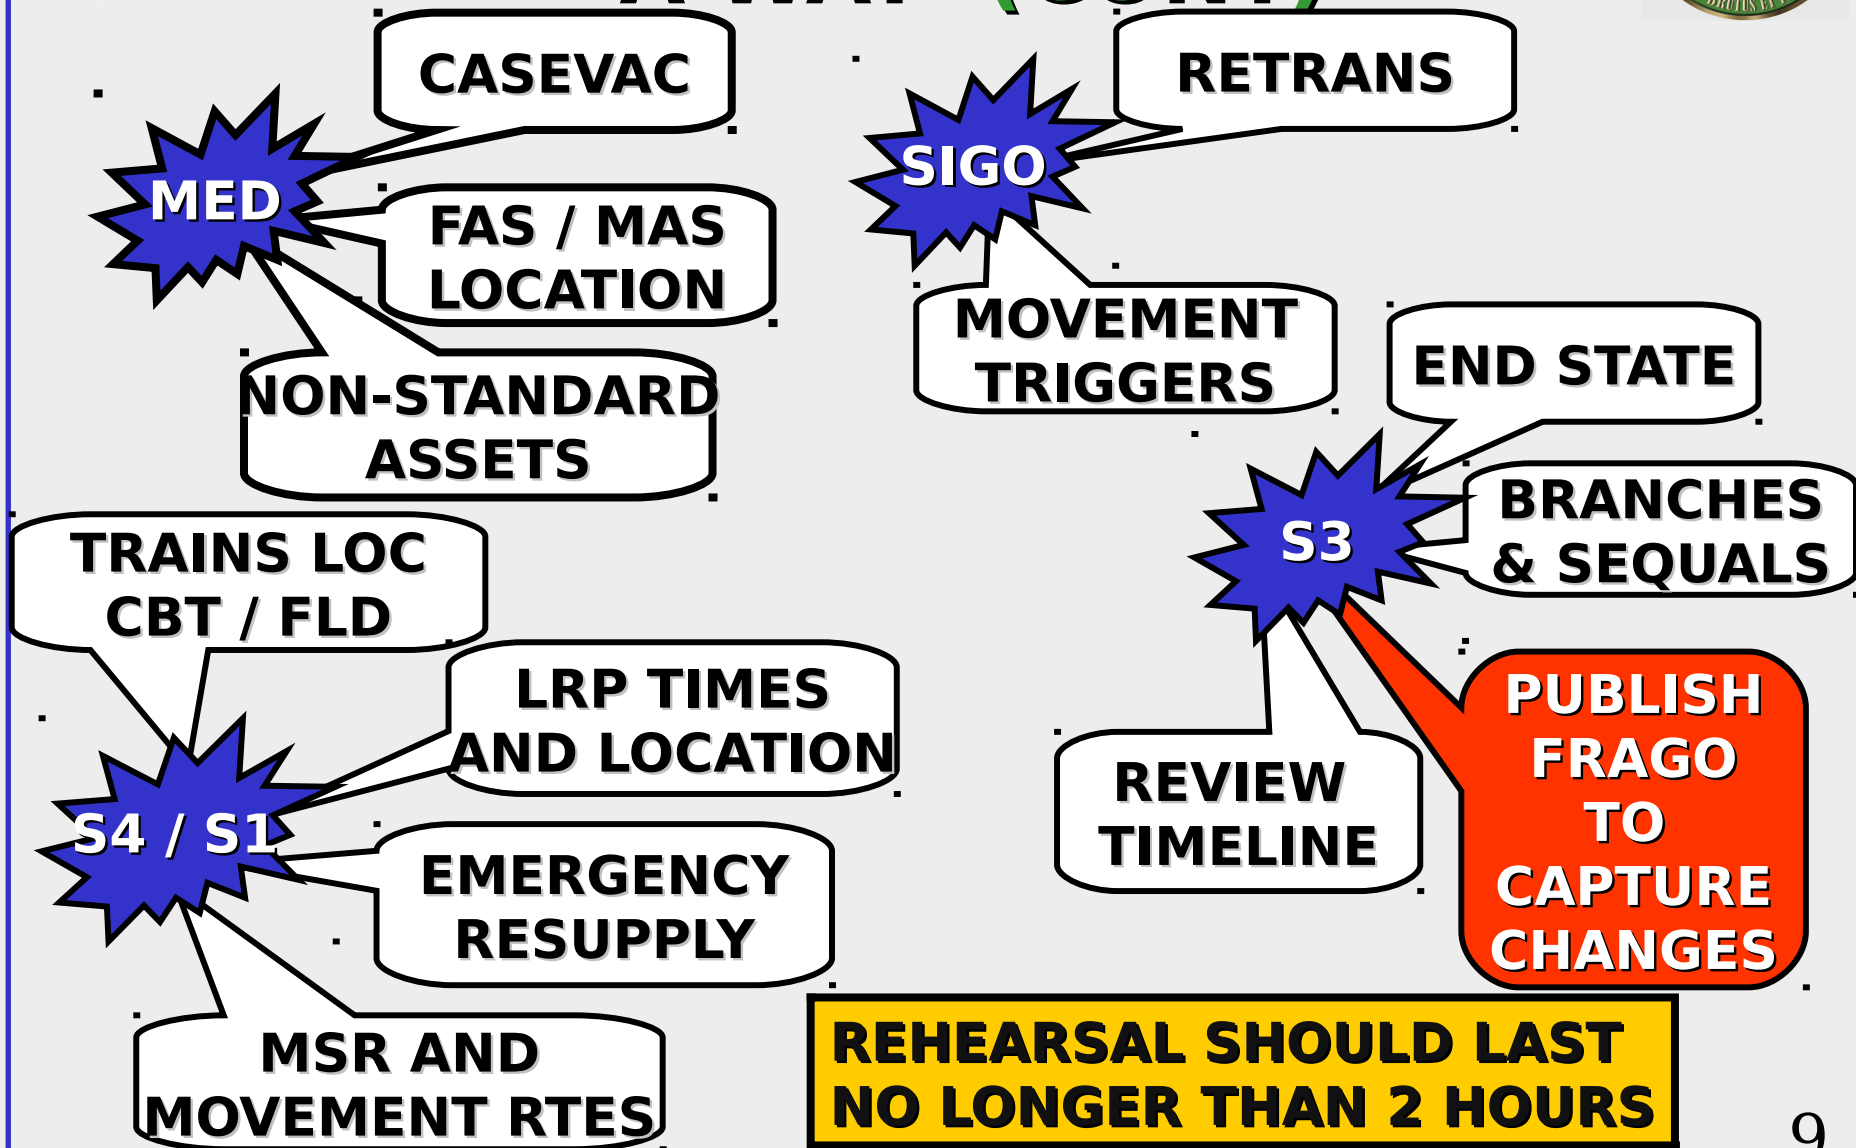 A WAY (CONT)
CASEVAC
RETRANS
MED
SIGO
FAS / MAS
LOCATION
MOVEMENT
TRIGGERS
END STATE
NON-STANDARD
ASSETS
BRANCHES
& SEQUALS
S3
TRAINS LOC
CBT / FLD
LRP TIMES
AND LOCATION
PUBLISH
FRAGO
TO
CAPTURE
CHANGES
REVIEW
TIMELINE
S4 / S1
EMERGENCY
RESUPPLY
MSR AND
MOVEMENT RTES
REHEARSAL SHOULD LAST
NO LONGER THAN 2 HOURS
9